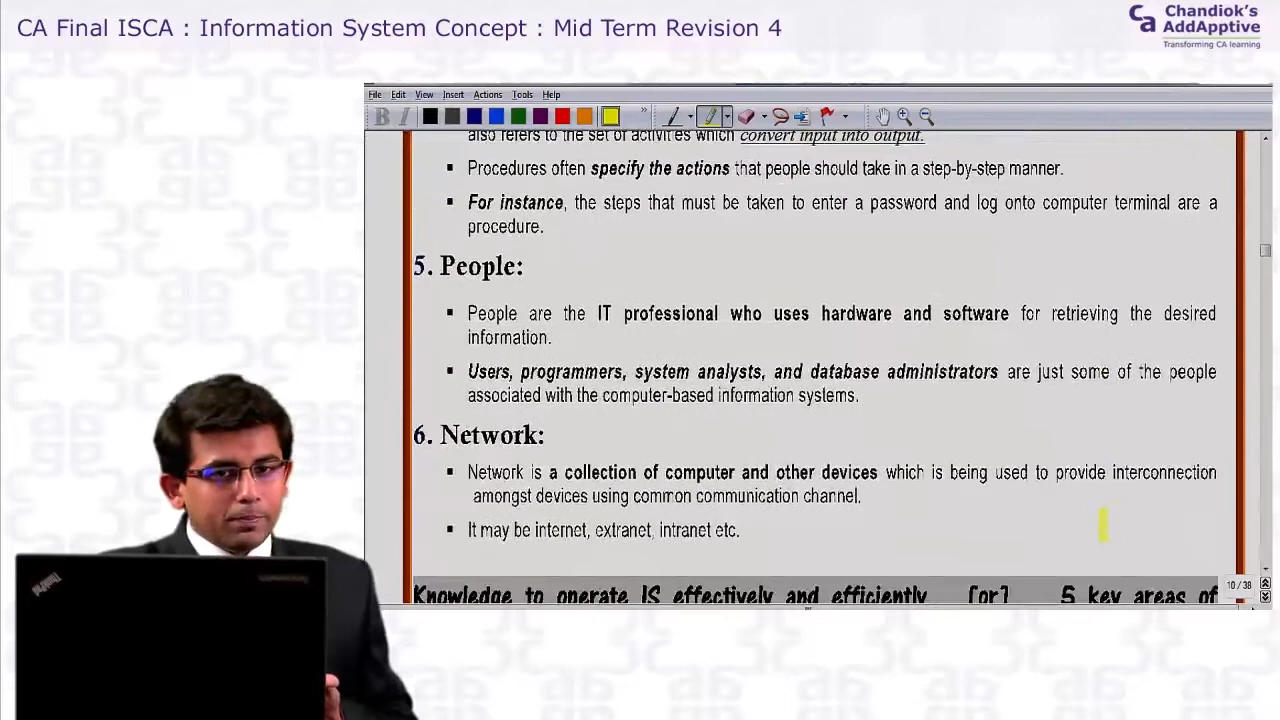 CA Final ISCA : Information System Concept : Mid Term Revision 4
Chandiok's
AddApptive
Transforming CA learning
File Edit View Insert Actions Tools Help
also refers to the set of activities which convert input into output.
▪ Procedures often specify the actions that people should take in a step-by-step manner.
▪ For instance, the steps that must be taken to enter a password and log onto computer terminal are a
procedure.
5. People:
▪ People are the IT professional who uses hardware and software for retrieving the desired
information.
▪ Users, programmers, system analysts, and database administrators are just some of the people
associated with the computer-based information systems.
6. Network:
▪ Network is a collection of computer and other devices which is being used to provide interconnection
amongst devices using common communication channel.
▪ It may be internet, extranet, intranet etc.
10 / 38
Knowledge to operate IS effectively and efficiently [or] 5 key areas of